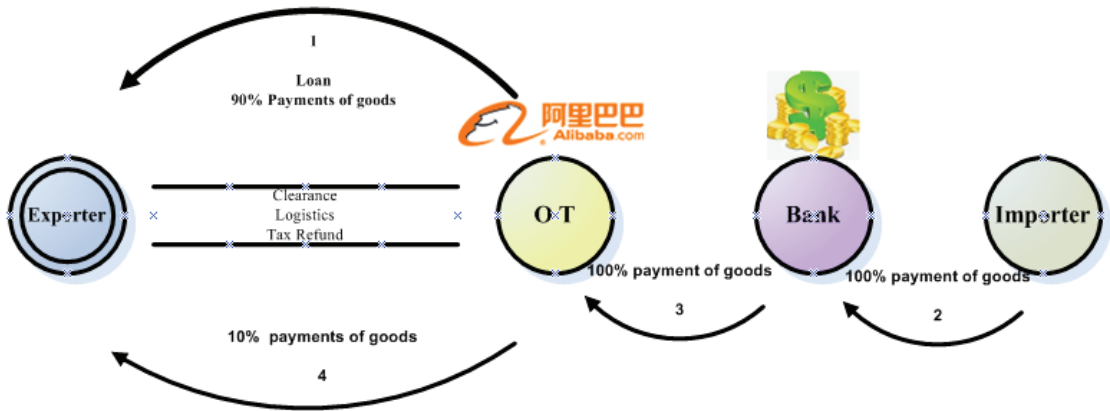 1
Loan
90% Payments of goods
阿里巴巴
Alibaba.com
Exporter
Clearance
Logistics
Tax Refund
O-T
Bank
Importer
100% payment of goods
3
100% payment of goods
2
10% payments of goods
4